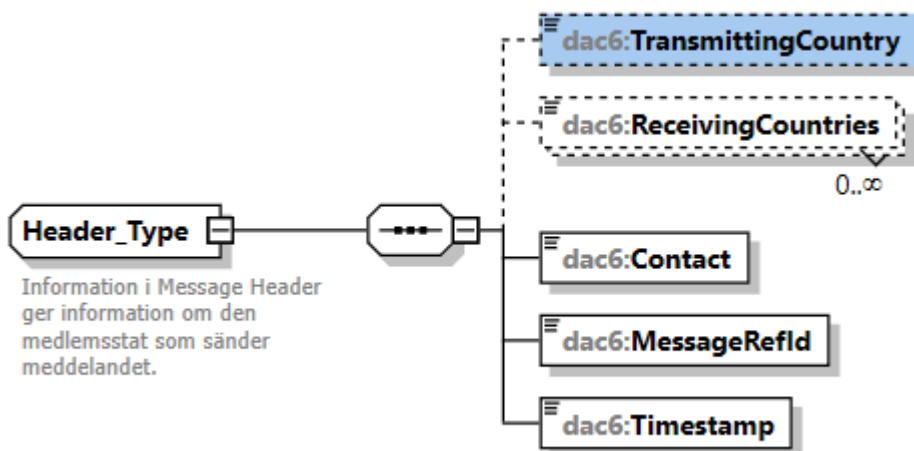 dac6:TransmittingCountry
dac6:ReceivingCountries
0..∞
Header_Type
Information i Message Header
ger information om den
medlemsstat som sänder
meddelandet.
dac6:Contact
dac6:MessageRefId
dac6:Timestamp